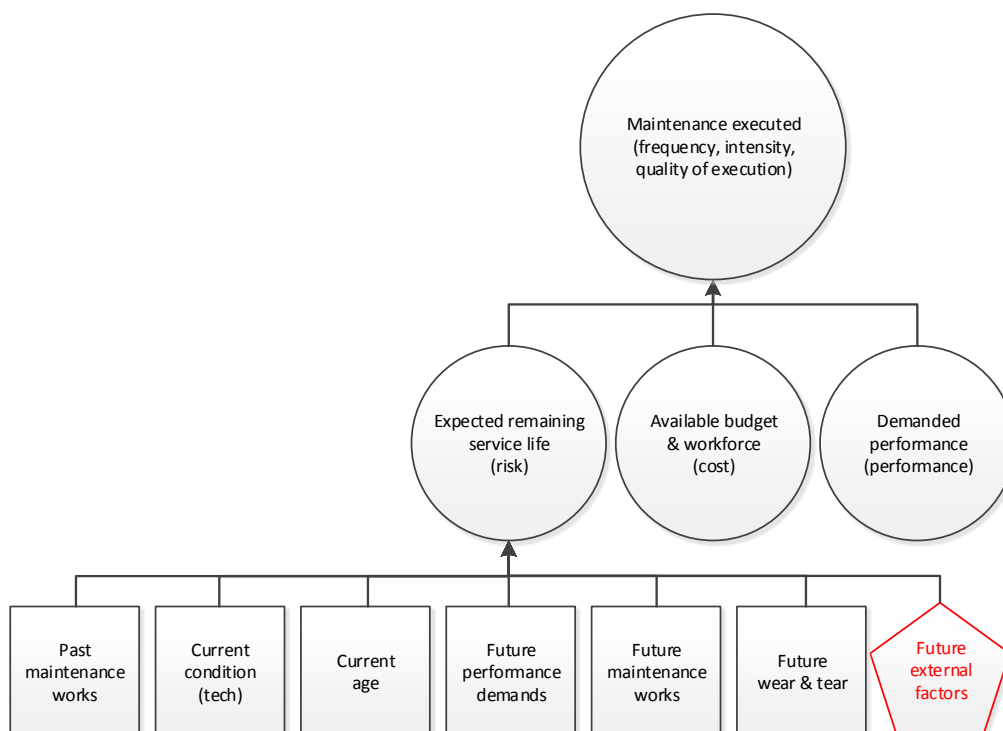 Maintenance executed
(frequency, intensity,
quality of execution)
Expected remaining
service life
(risk)
Available budget
& workforce
(cost)
Demanded
performance
(performance)
Past
maintenance
works
Current
condition
(tech)
Current
age
Future
performance
demands
Future
maintenance
works
Future
wear & tear
Future
external
factors